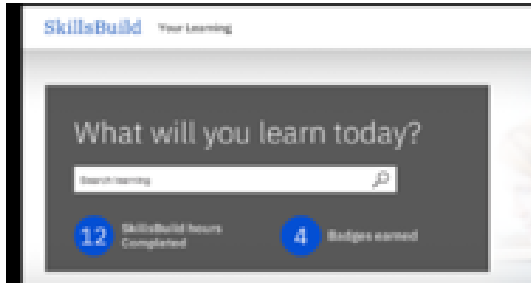 SkillsBuild Your Learning
What will you learn today?
Search learning
12 SkillsBuild hours
Completed
4 Badges earned